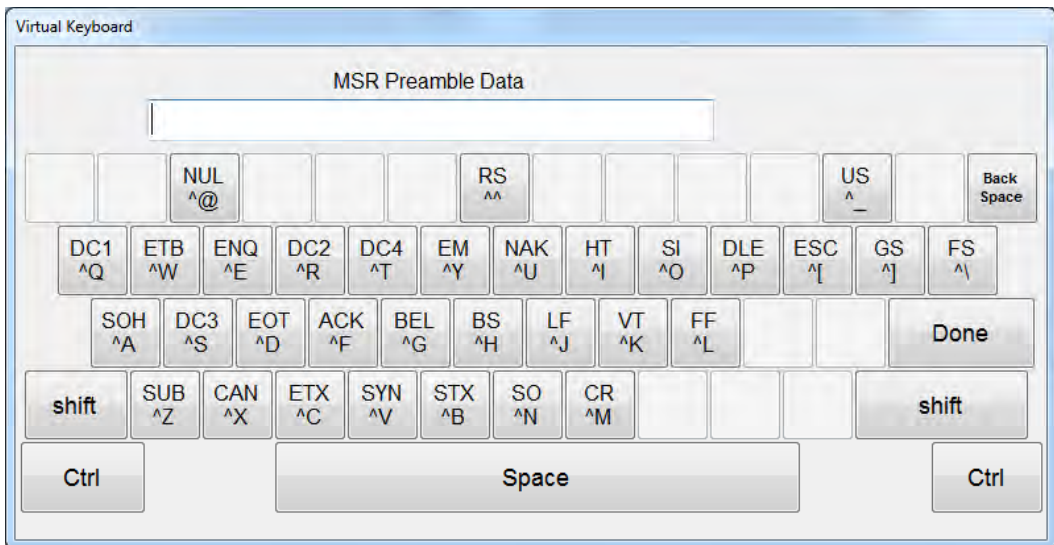 Virtual Keyboard
MSR Preamble Data
NUL RS US Back
^@ ^^ ^_ Space
DC1 ETB ENQ DC2 DC4 EM NAK HT SI DLE ESC GS FS
^Q ^W ^E ^R ^T ^Y ^U ^I ^O ^P ^[ ^] ^\
SOH DC3 EOT ACK BEL BS LF VT FF Done
^A ^S ^D ^F ^G ^H ^J ^K ^L
shift SUB CAN ETX SYN STX SO CR shift
^Z ^X ^C ^V ^B ^N ^M
Ctrl Space Ctrl